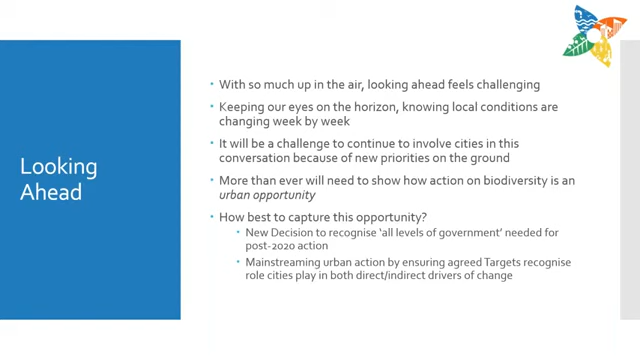 Looking
Ahead
With so much up in the air, looking ahead feels challenging
Keeping our eyes on the horizon, knowing local conditions are
changing week by week
It will be a challenge to continue to involve cities in this
conversation because of new priorities on the ground
More than ever will need to show how action on biodiversity is an
urban opportunity
How best to capture this opportunity?
New Decision to recognise 'all levels of government' needed for
post-2020 action
Mainstreaming urban action by ensuring agreed Targets recognise
role cities play in both direct/indirect drivers of change